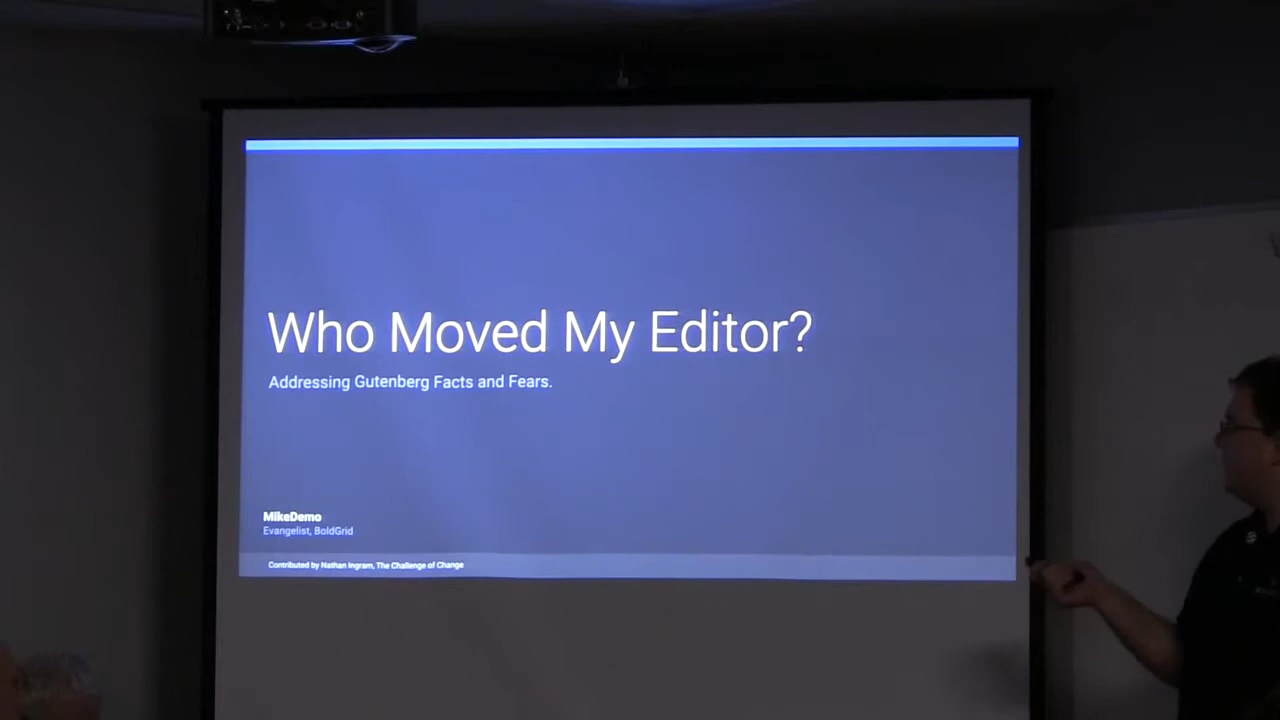 Who Moved My Editor?
Addressing Gutenberg Facts and Fears.
MikeDemo
Evangelist, BoldGrid
Contributed by Nathan Ingram, The Challenge of Change